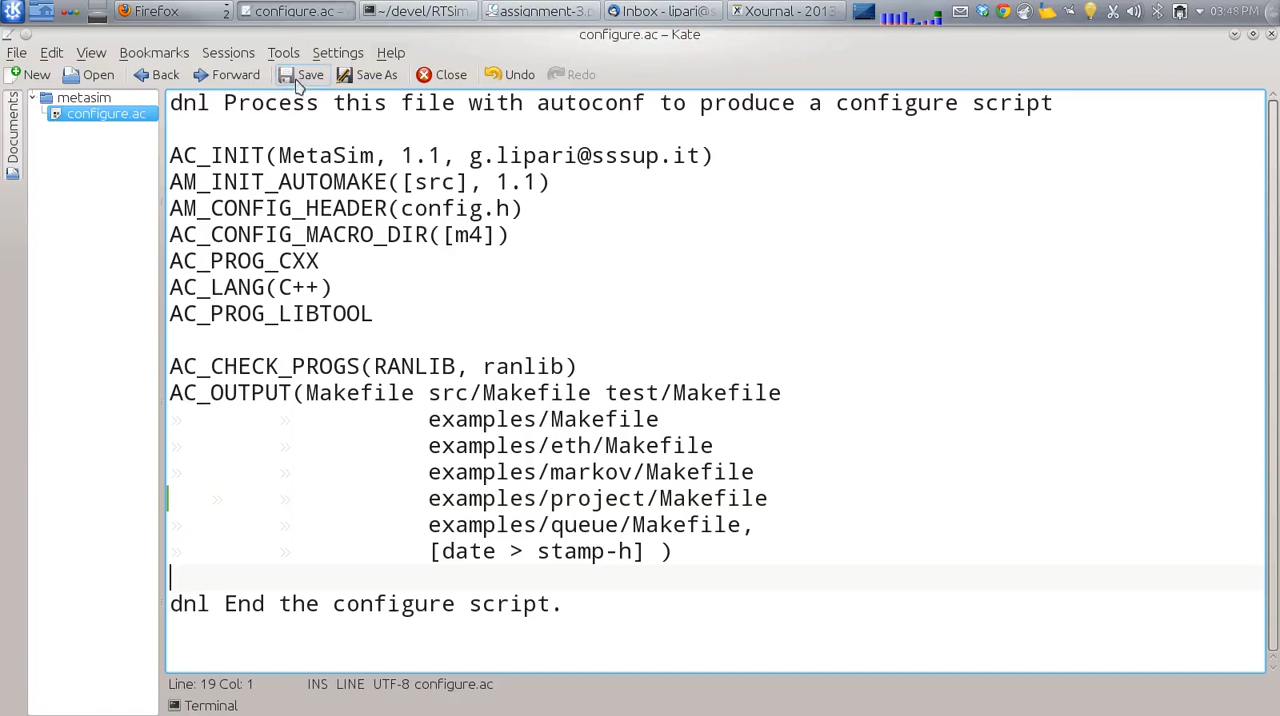 Firefox 2 configure.ac – ~/devel/RTSim assignment-3. Inbox - lipari@ Xournal - 2013 03:48 PM
configure.ac – Kate
File Edit View Bookmarks Sessions Tools Settings Help
New Open Back Forward Save Save As Close Undo Redo
Documents
metasim
configure.ac
dnl Process this file with autoconf to produce a configure script
AC_INIT(MetaSim, 1.1, g.lipari@sssup.it)
AM_INIT_AUTOMAKE([src], 1.1)
AM_CONFIG_HEADER(config.h)
AC_CONFIG_MACRO_DIR([m4])
AC_PROG_CXX
AC_LANG(C++)
AC_PROG_LIBTOOL
AC_CHECK_PROGS(RANLIB, ranlib)
AC_OUTPUT(Makefile src/Makefile test/Makefile
» » examples/Makefile
» » examples/eth/Makefile
» » examples/markov/Makefile
» » examples/project/Makefile
» » examples/queue/Makefile,
» » [date > stamp-h] )
dnl End the configure script.
Line: 19 Col: 1 INS LINE UTF-8 configure.ac
Terminal